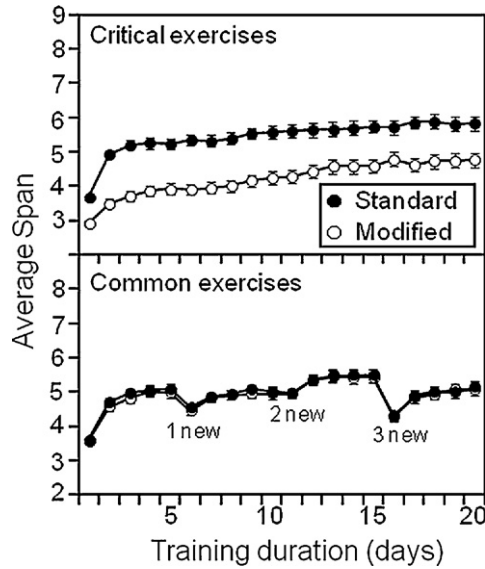 9
Critical exercises
8
7
6
5
4
3
Standard
Modified
Average Span
Common exercises
8
7
6
5
4
3
2
1 new
2 new
3 new
5 10 15 20
Training duration (days)